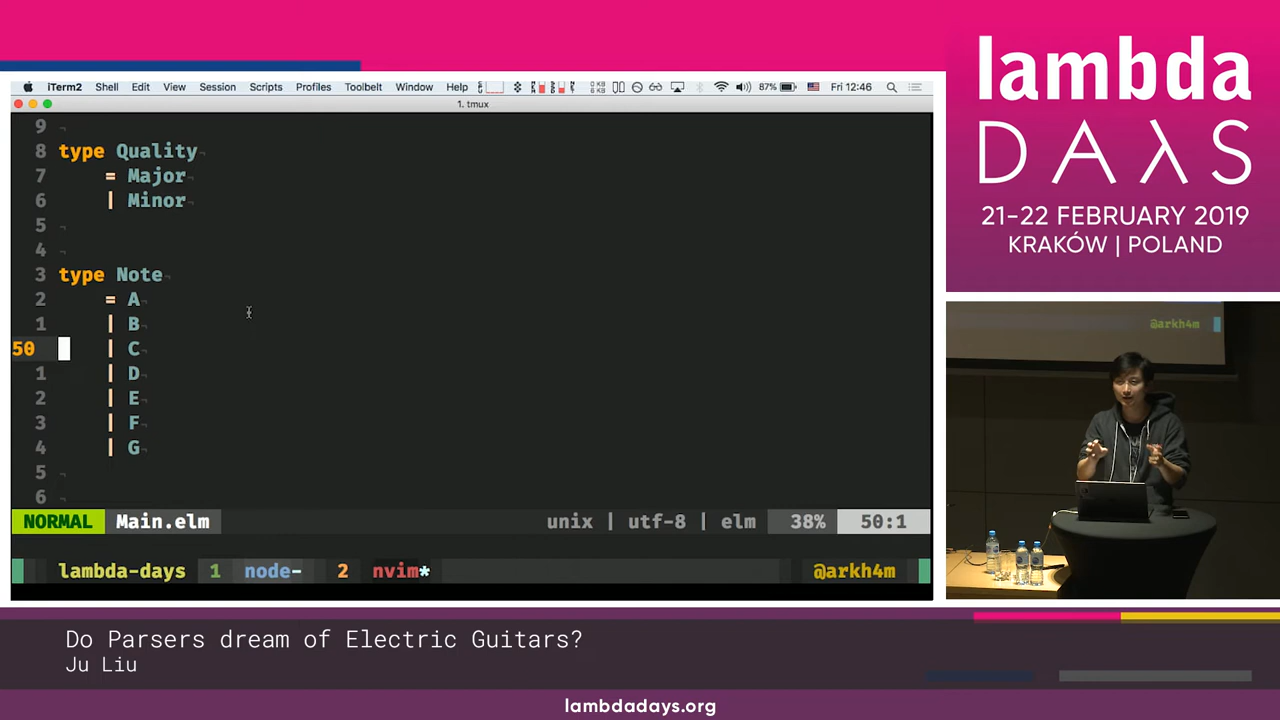 iTerm2 Shell Edit View Session Scripts Profiles Toolbelt Window Help 87% Fri 12:46
1. tmux
9 ¬
8 type Quality¬
7 = Major¬
6 | Minor¬
5 ¬
4 ¬
3 type Note¬
2 = A¬
1 | B¬
50 | C¬
1 | D¬
2 | E¬
3 | F¬
4 | G¬
5 ¬
6 ¬
NORMAL Main.elm unix | utf-8 | elm 38% 50:1
lambda-days 1 node- 2 nvim* @arkh4m
lambda
DAλS
21-22 FEBRUARY 2019
KRAKÓW | POLAND
@arkh4m
Do Parsers dream of Electric Guitars?
Ju Liu
lambdadays.org